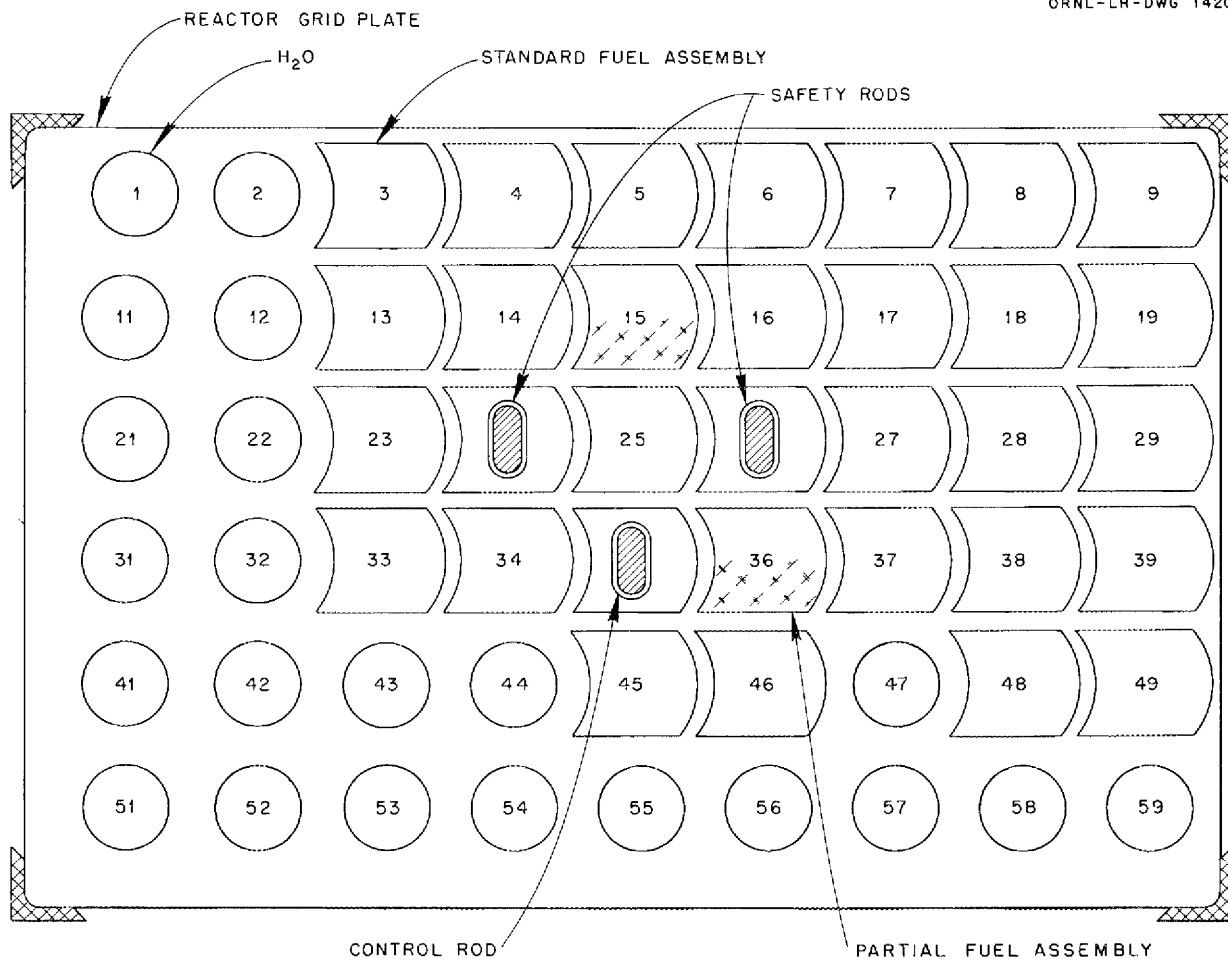 ORNL-LR-DWG 1420
REACTOR GRID PLATE
H₂O
STANDARD FUEL ASSEMBLY
SAFETY RODS
1 2 3 4 5 6 7 8 9
11 12 13 14 15 16 17 18 19
21 22 23 25 27 28 29
31 32 33 34 36 37 38 39
41 42 43 44 45 46 47 48 49
51 52 53 54 55 56 57 58 59
CONTROL ROD
PARTIAL FUEL ASSEMBLY